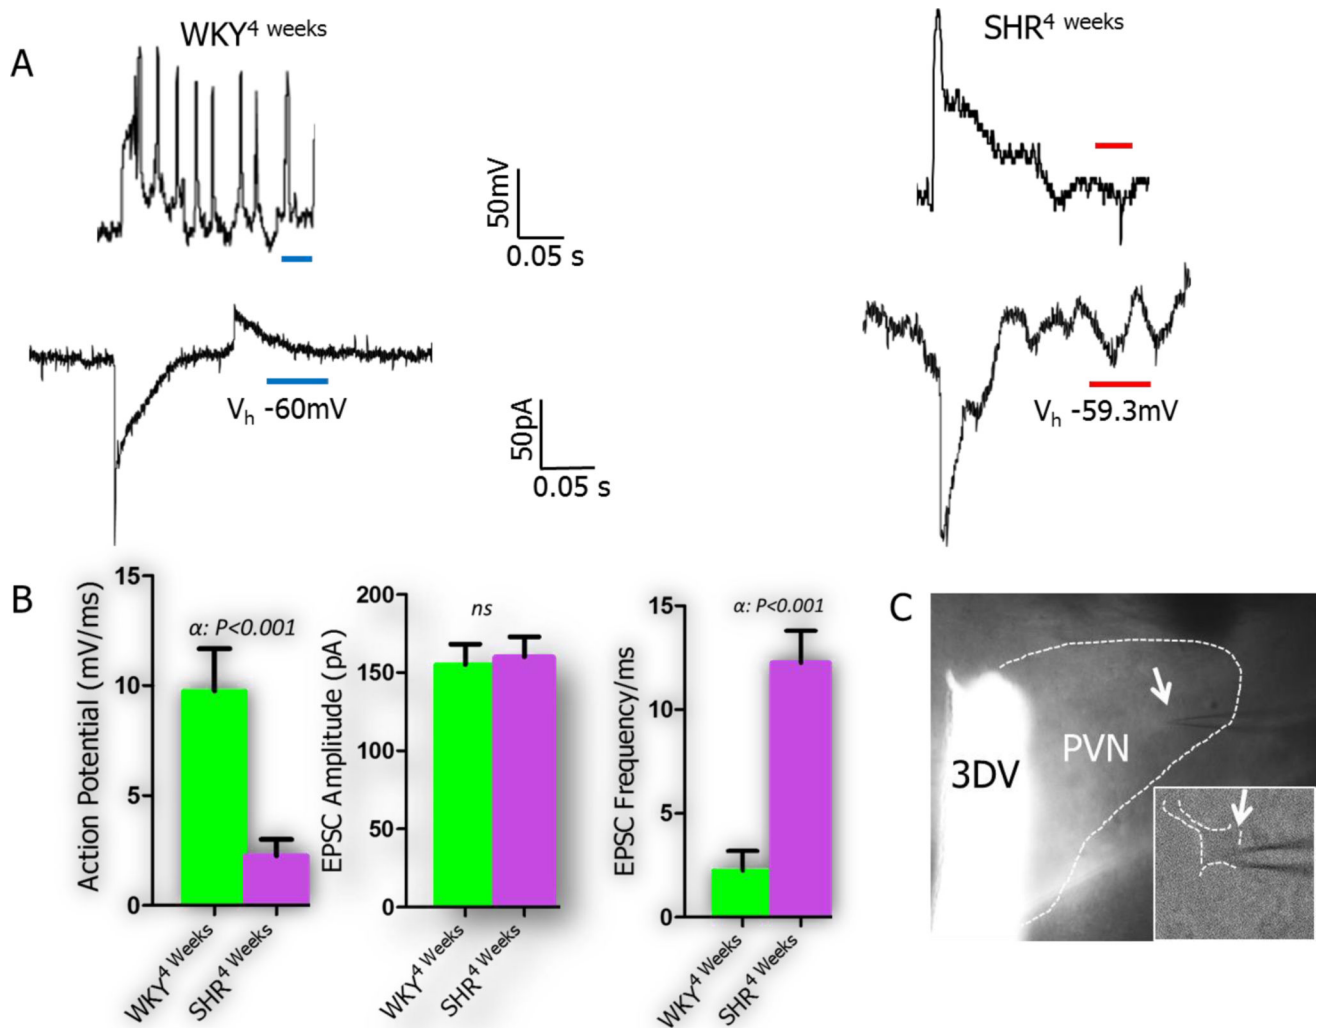 A
WKY4 weeks
SHR4 weeks
50mV
0.05 s
Vh -60mV
Vh -59.3mV
50pA
0.05 s
B
Action Potential (mV/ms)
15
10
5
0
α: P<0.001
WKY4 Weeks
SHR4 Weeks
EPSC Amplitude (pA)
200
150
100
50
0
ns
WKY4 Weeks
SHR4 Weeks
EPSC Frequency/ms
15
10
5
0
α: P<0.001
WKY4 Weeks
SHR4 Weeks
C
3DV
PVN